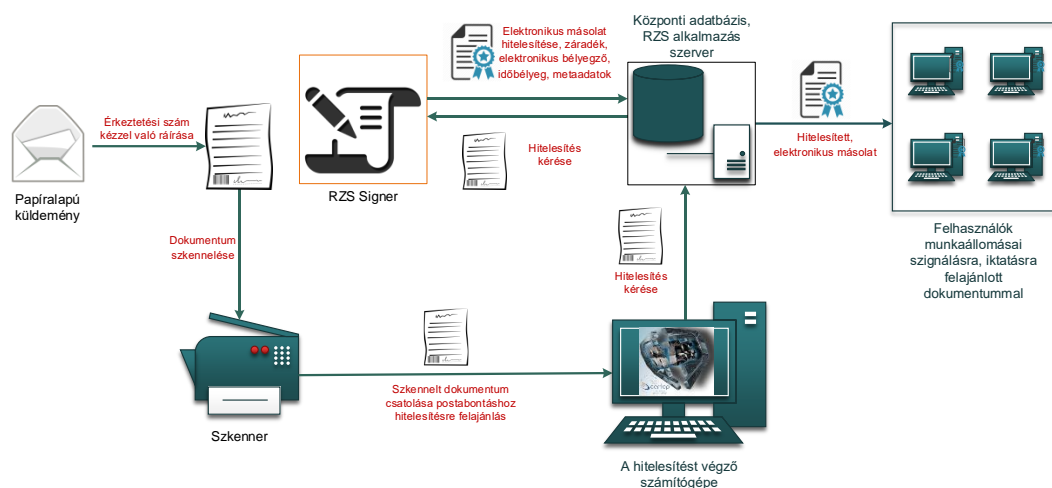 Központi adatbázis,
RZS alkalmazás
szerver
Elektronikus másolat
hitelesítése, záradék,
elektronikus bélyegző,
időbélyeg, metaadatok
Érkeztetési szám
kézzel való ráírása
Hitelesítés
kérése
Hitelesített,
elektronikus másolat
Papíralapú
küldemény
RZS Signer
Felhasználók
munkaállomásai
szignálásra, iktatásra
felajánlott
dokumentummal
Dokumentum
szkennelése
Hitelesítés
kérése
Szkennelt dokumentum
csatolása postabontáshoz
hitelesítésre felajánlás
Szkenner
A hitelesítést végző
számítógépe